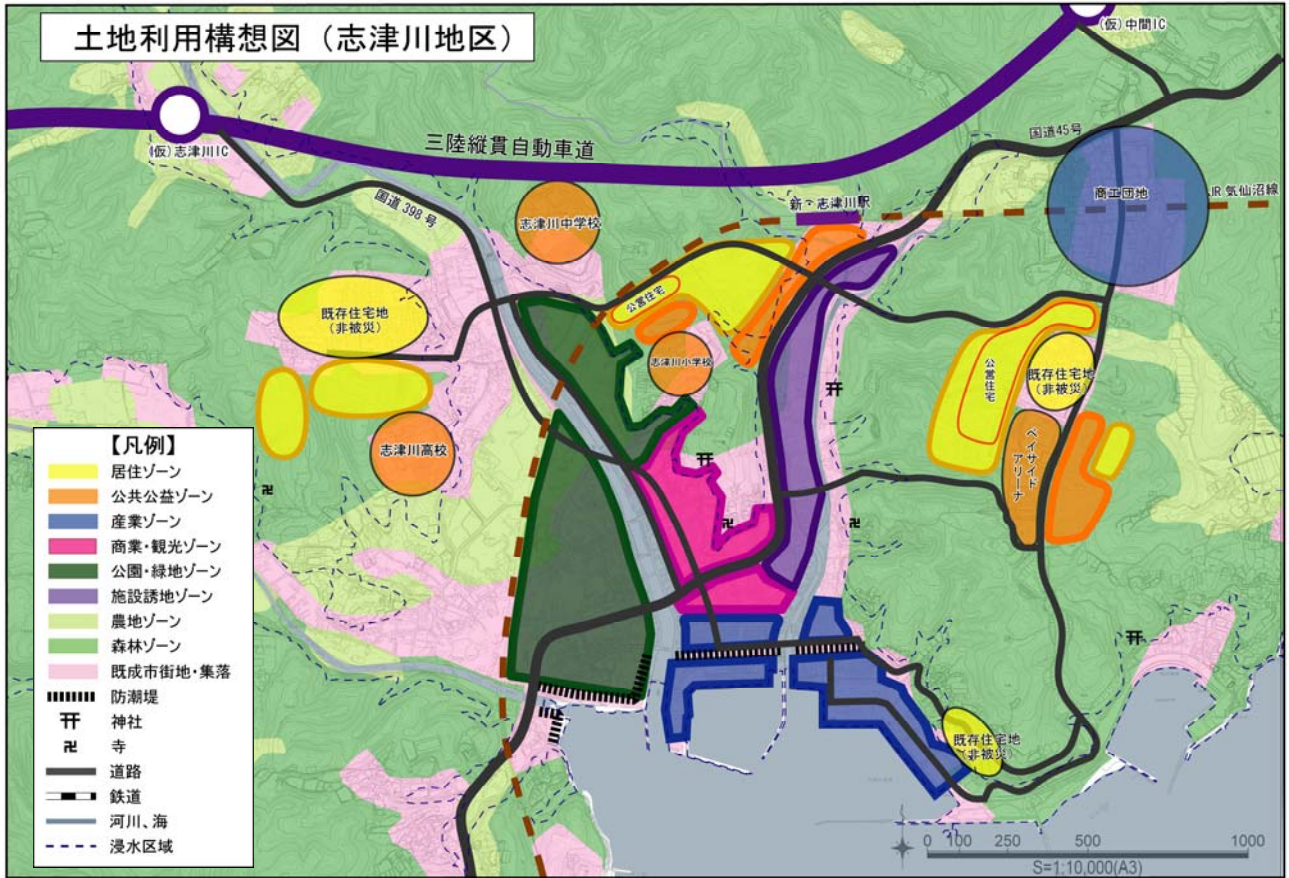 土地利用構想図（志津川地区）
(仮)中間IC
(仮)志津川IC
三陸縦貫自動車道
国道45号
国道398号
志津川中学校
新・志津川駅
商工団地
JR気仙沼線
既存住宅地
(非被災)
公営住宅
志津川小学校
公営住宅
既存住宅地
(非被災)
志津川高校
ベイサイド
アリーナ
既存住宅地
(非被災)
【凡例】
居住ゾーン
公共公益ゾーン
産業ゾーン
商業・観光ゾーン
公園・緑地ゾーン
施設誘地ゾーン
農地ゾーン
森林ゾーン
既成市街地・集落
防潮堤
神社
寺
道路
鉄道
河川、海
浸水区域
0 100 250 500 1000
S=1:10,000(A3)